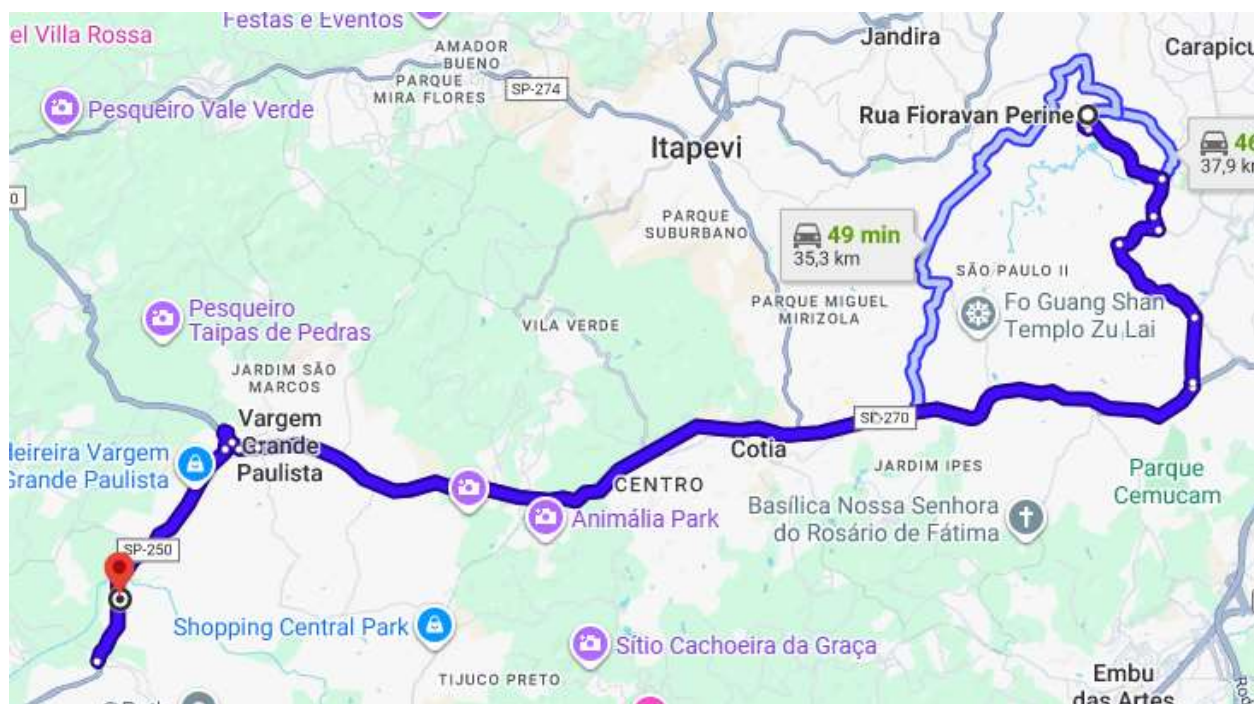 Festas e Eventos
el Villa Rossa
AMADOR
BUENO
PARQUE
MIRA FLORES
SP-274
Pesqueiro Vale Verde
Jandira
Carapicu
Rua Fioravan Perine
Itapevi
46
37,9 km
0
PARQUE
SUBURBANO
49 min
35,3 km
SÃO PAULO II
Fo Guang Shan
Templo Zu Lai
PARQUE MIGUEL
MIRIZOLA
Pesqueiro
Taipas de Pedras
VILA VERDE
JARDIM SÃO
MARCOS
Vargem
Grande
Paulista
SP-270
Cotia
JARDIM IPES
leireira Vargem
Grande Paulista
CENTRO
Parque
Cemucam
Animália Park
Basílica Nossa Senhora
do Rosário de Fátima
SP-250
Shopping Central Park
Sítio Cachoeira da Graça
TIJUCO PRETO
Embu
das Artes